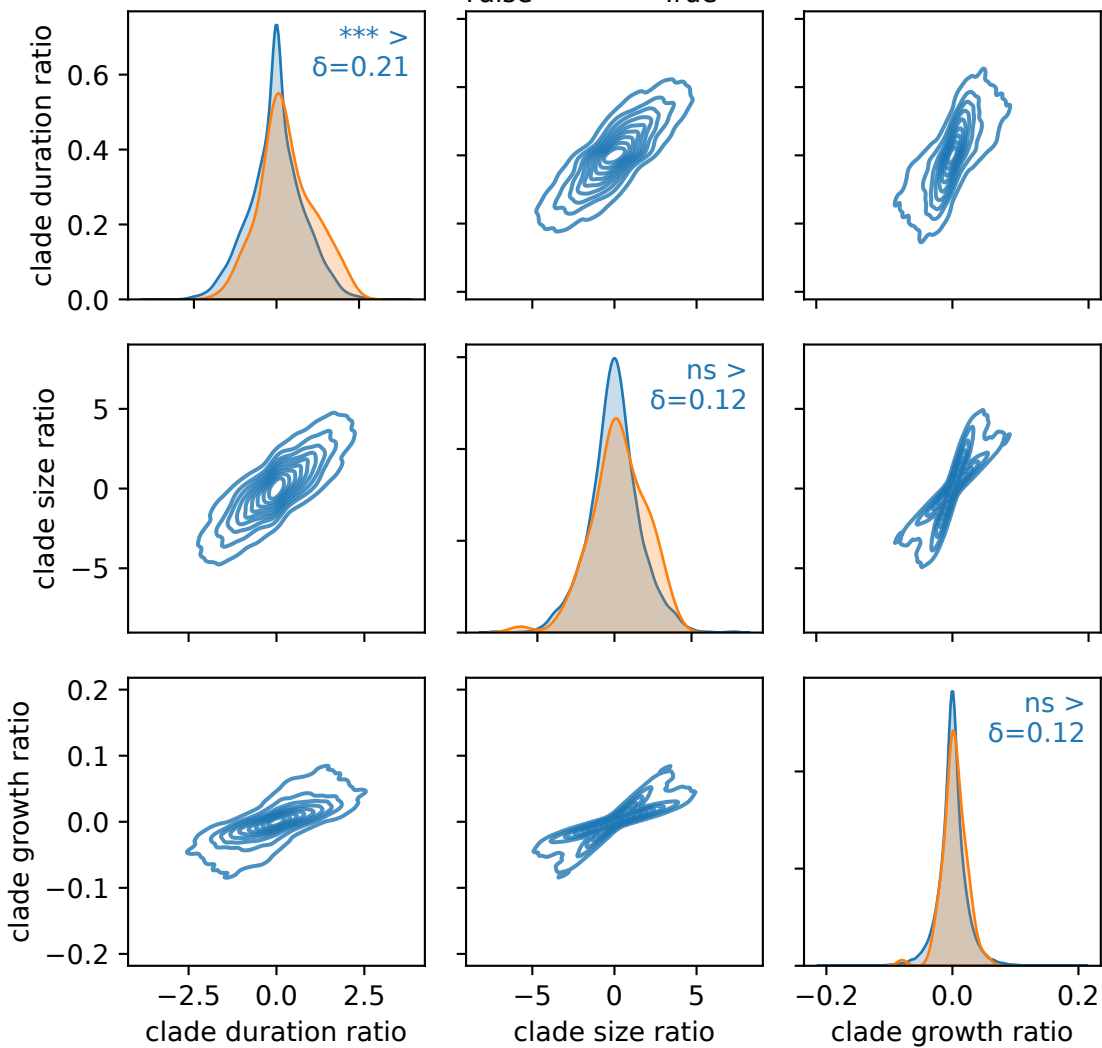 clade duration ratio
0.6
0.4
0.2
0.0
*** >
δ=0.21
clade size ratio
5
0
−5
ns >
δ=0.12
clade growth ratio
0.2
0.1
0.0
−0.1
−0.2
ns >
δ=0.12
−2.5 0.0 2.5
clade duration ratio
−5 0 5
clade size ratio
−0.2 0.0 0.2
clade growth ratio